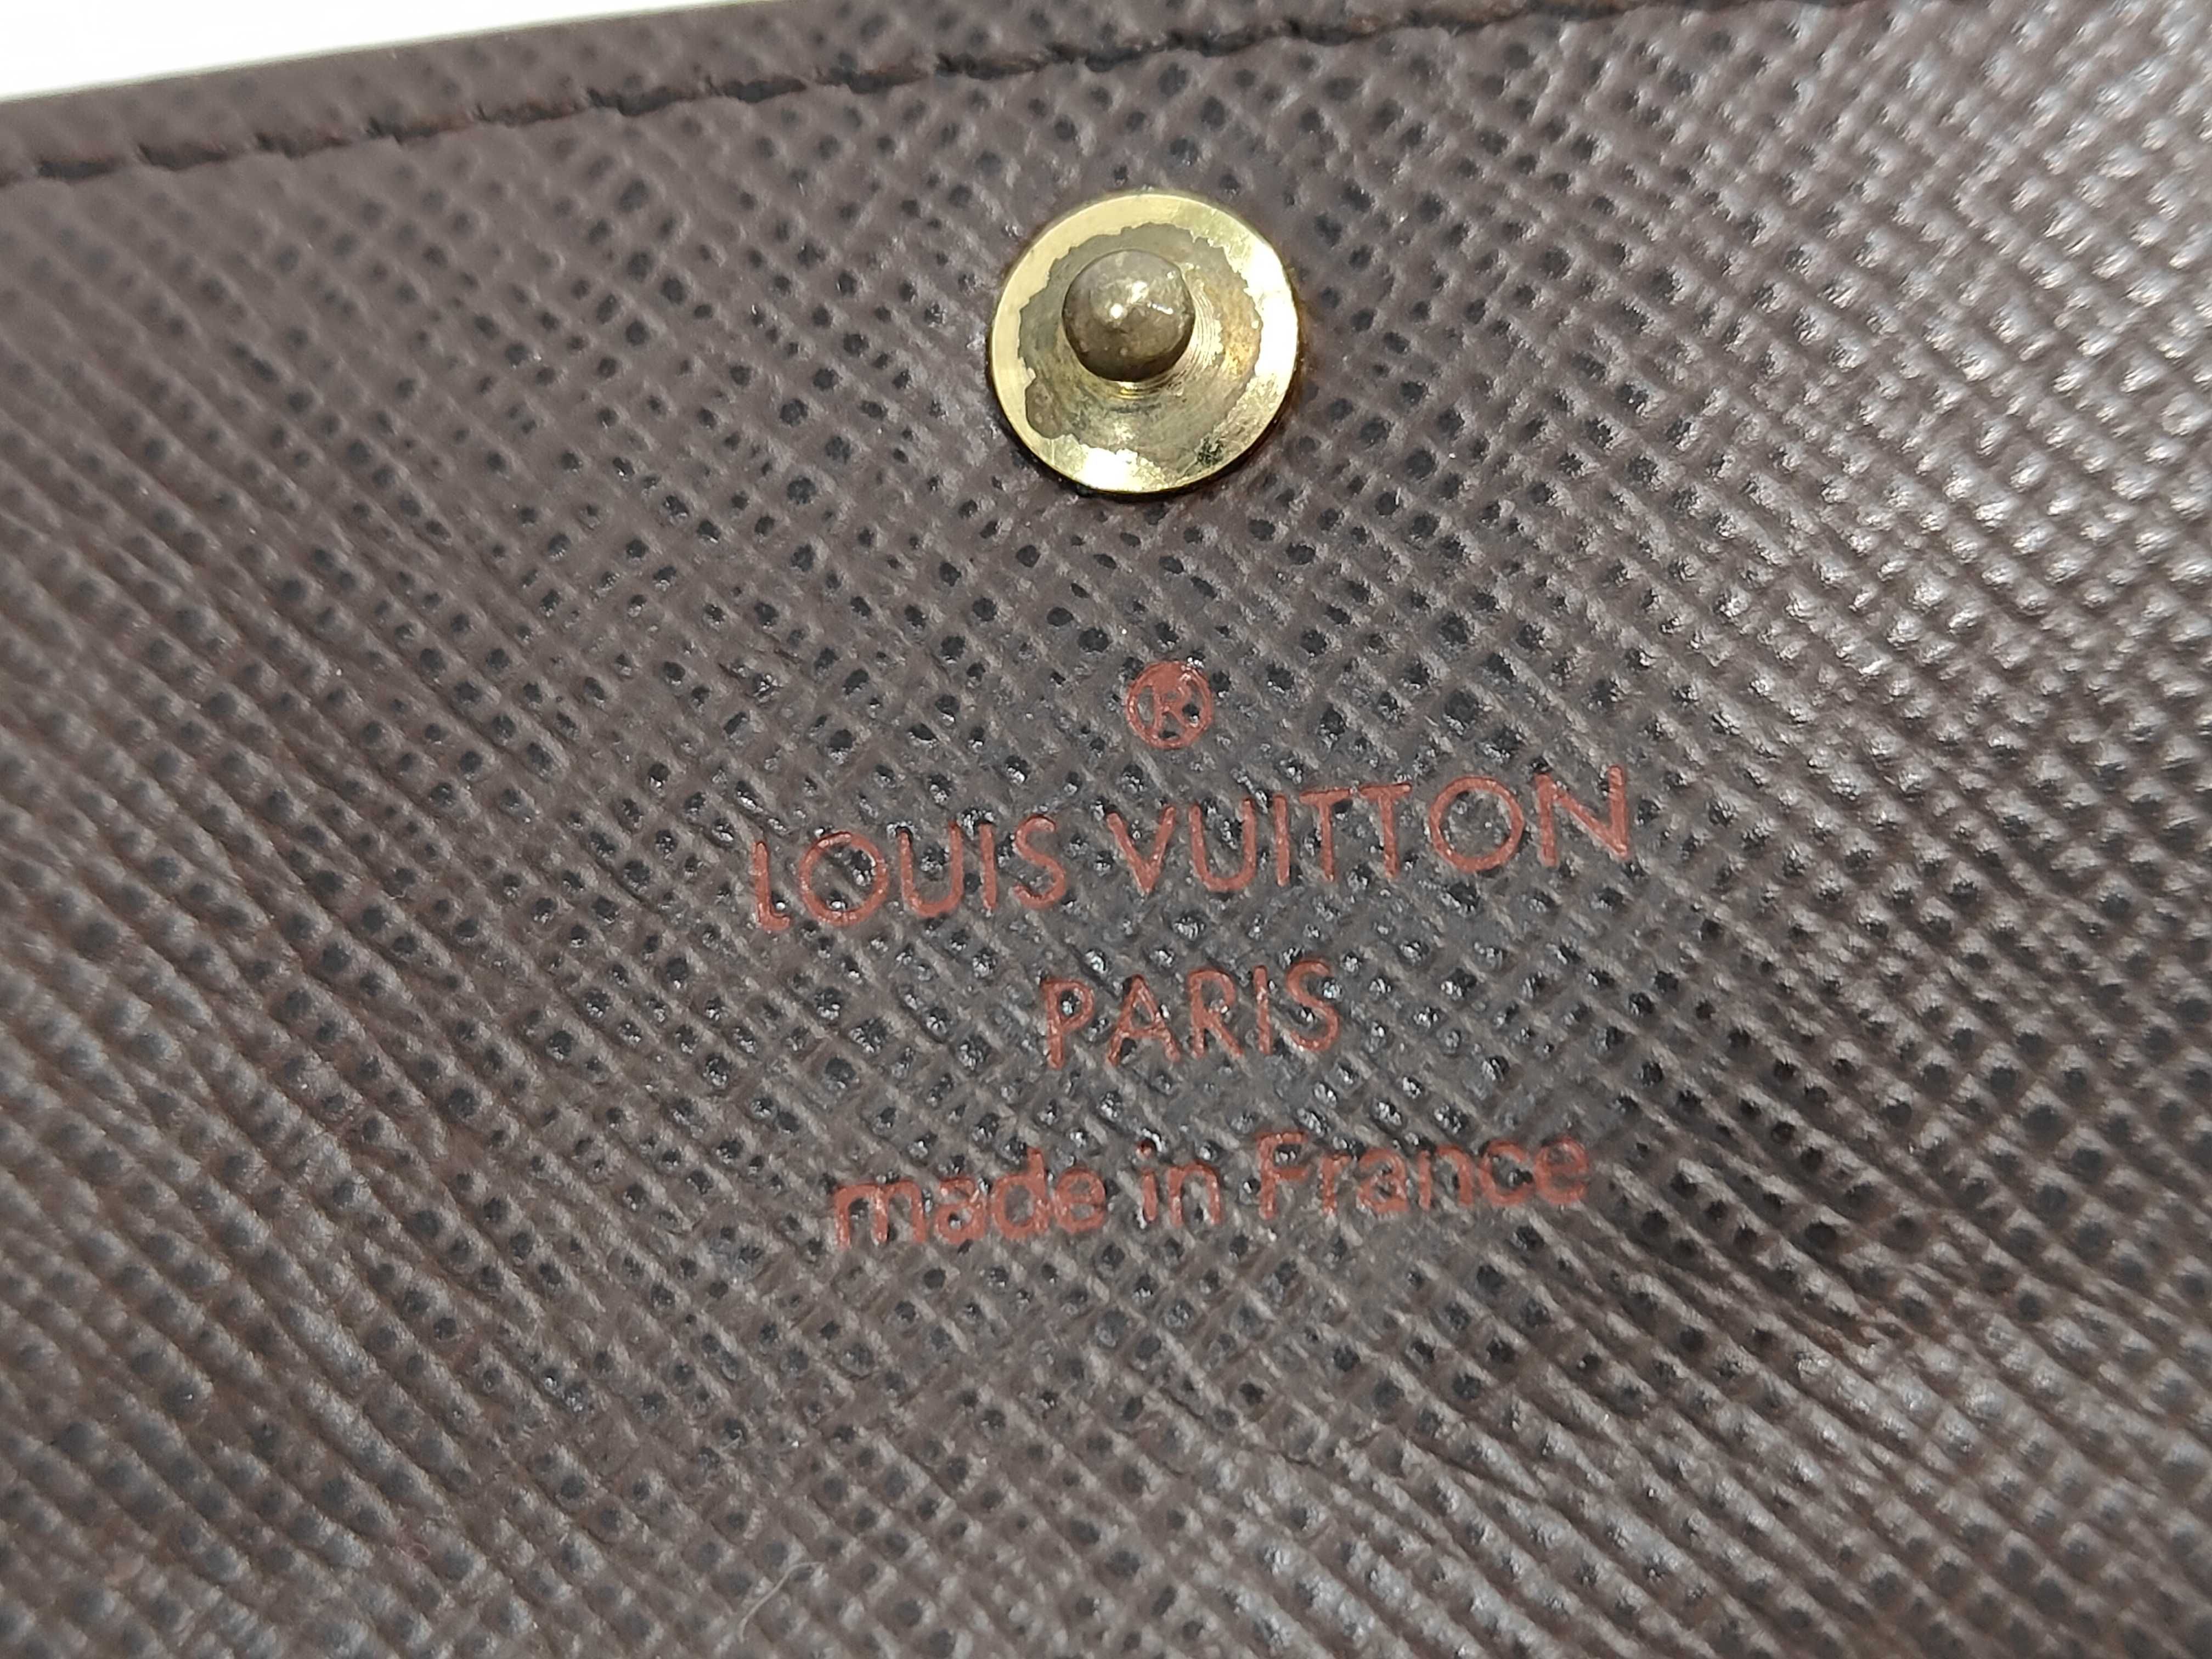 ®
LOUIS VUITTON
PARIS
made in France